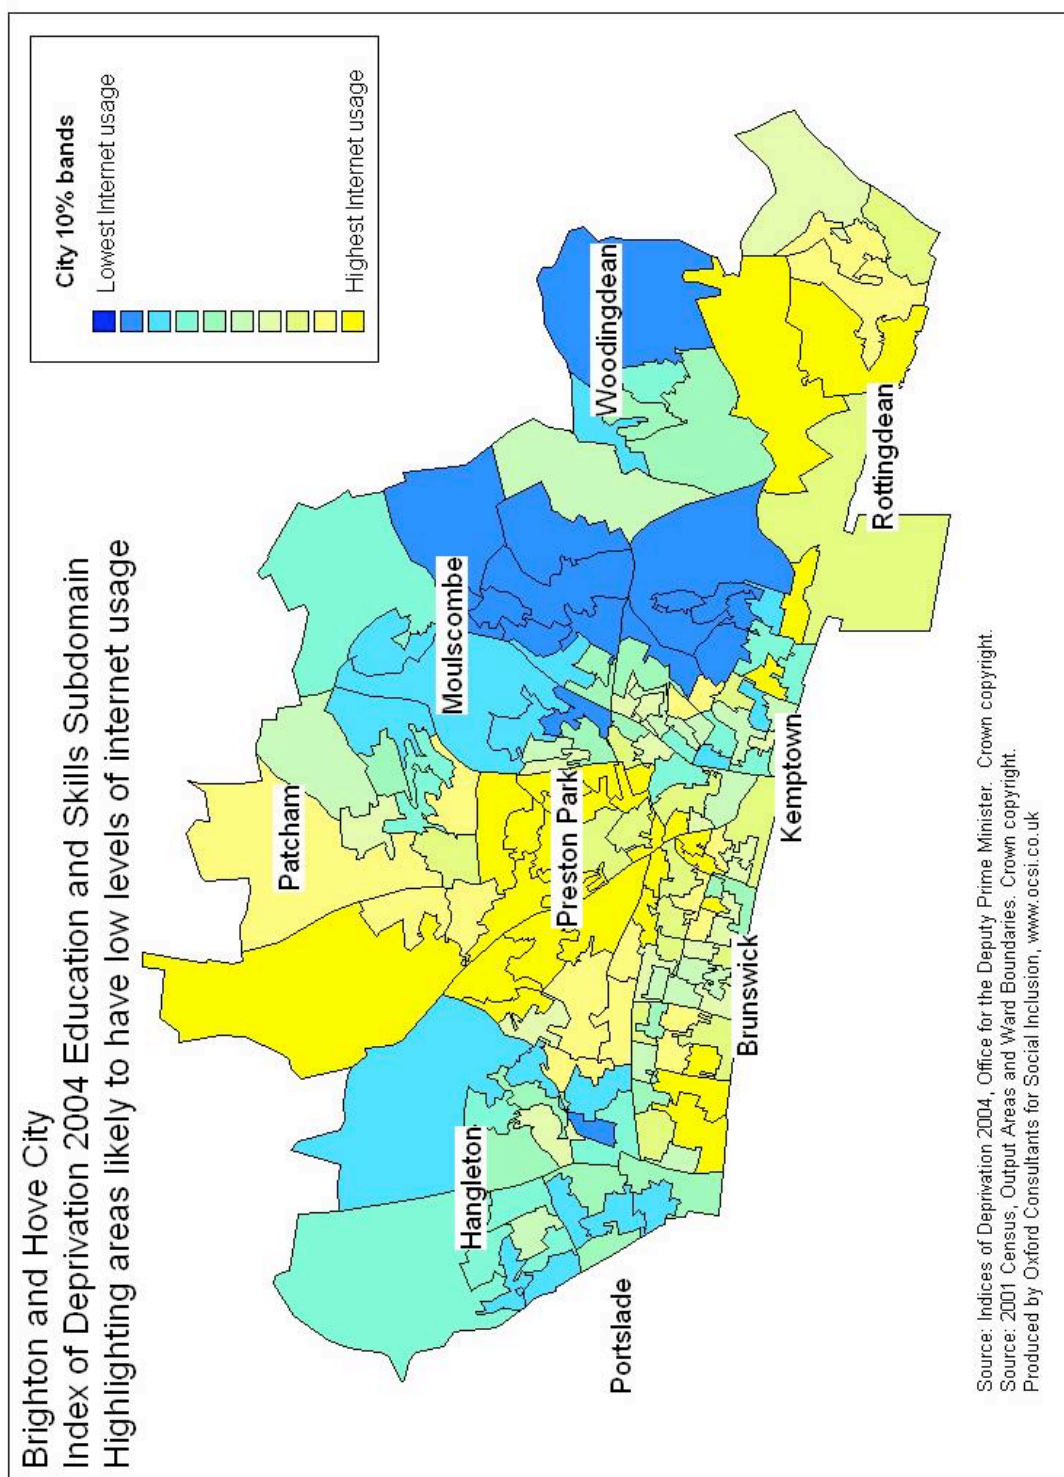 Brighton and Hove City
Index of Deprivation 2004 Education and Skills Subdomain
Highlighting areas likely to have low levels of internet usage
City 10% bands
Lowest Internet usage
Highest Internet usage
Patcham
Moulscombe
Woodingdean
Hangleton
Preston Park
Portslade
Brunswick
Kemptown
Rottingdean
Source: Indices of Deprivation 2004, Office for the Deputy Prime Minister. Crown copyright.
Source: 2001 Census, Output Areas and Ward Boundaries. Crown copyright.
Produced by Oxford Consultants for Social Inclusion, www.ocsi.co.uk